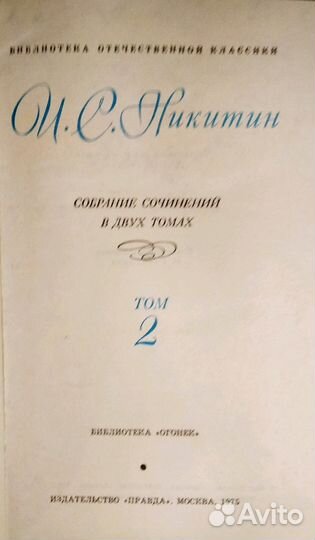 БИБЛИОТЕКА ОТЕЧЕСТВЕННОЙ КЛАССИКИ
И. С. Никитин
СОБРАНИЕ СОЧИНЕНИЙ
В ДВУХ ТОМАХ
ТОМ
2
БИБЛИОТЕКА «ОГОНЕК»
ИЗДАТЕЛЬСТВО «ПРАВДА», МОСКВА, 1975
Avito